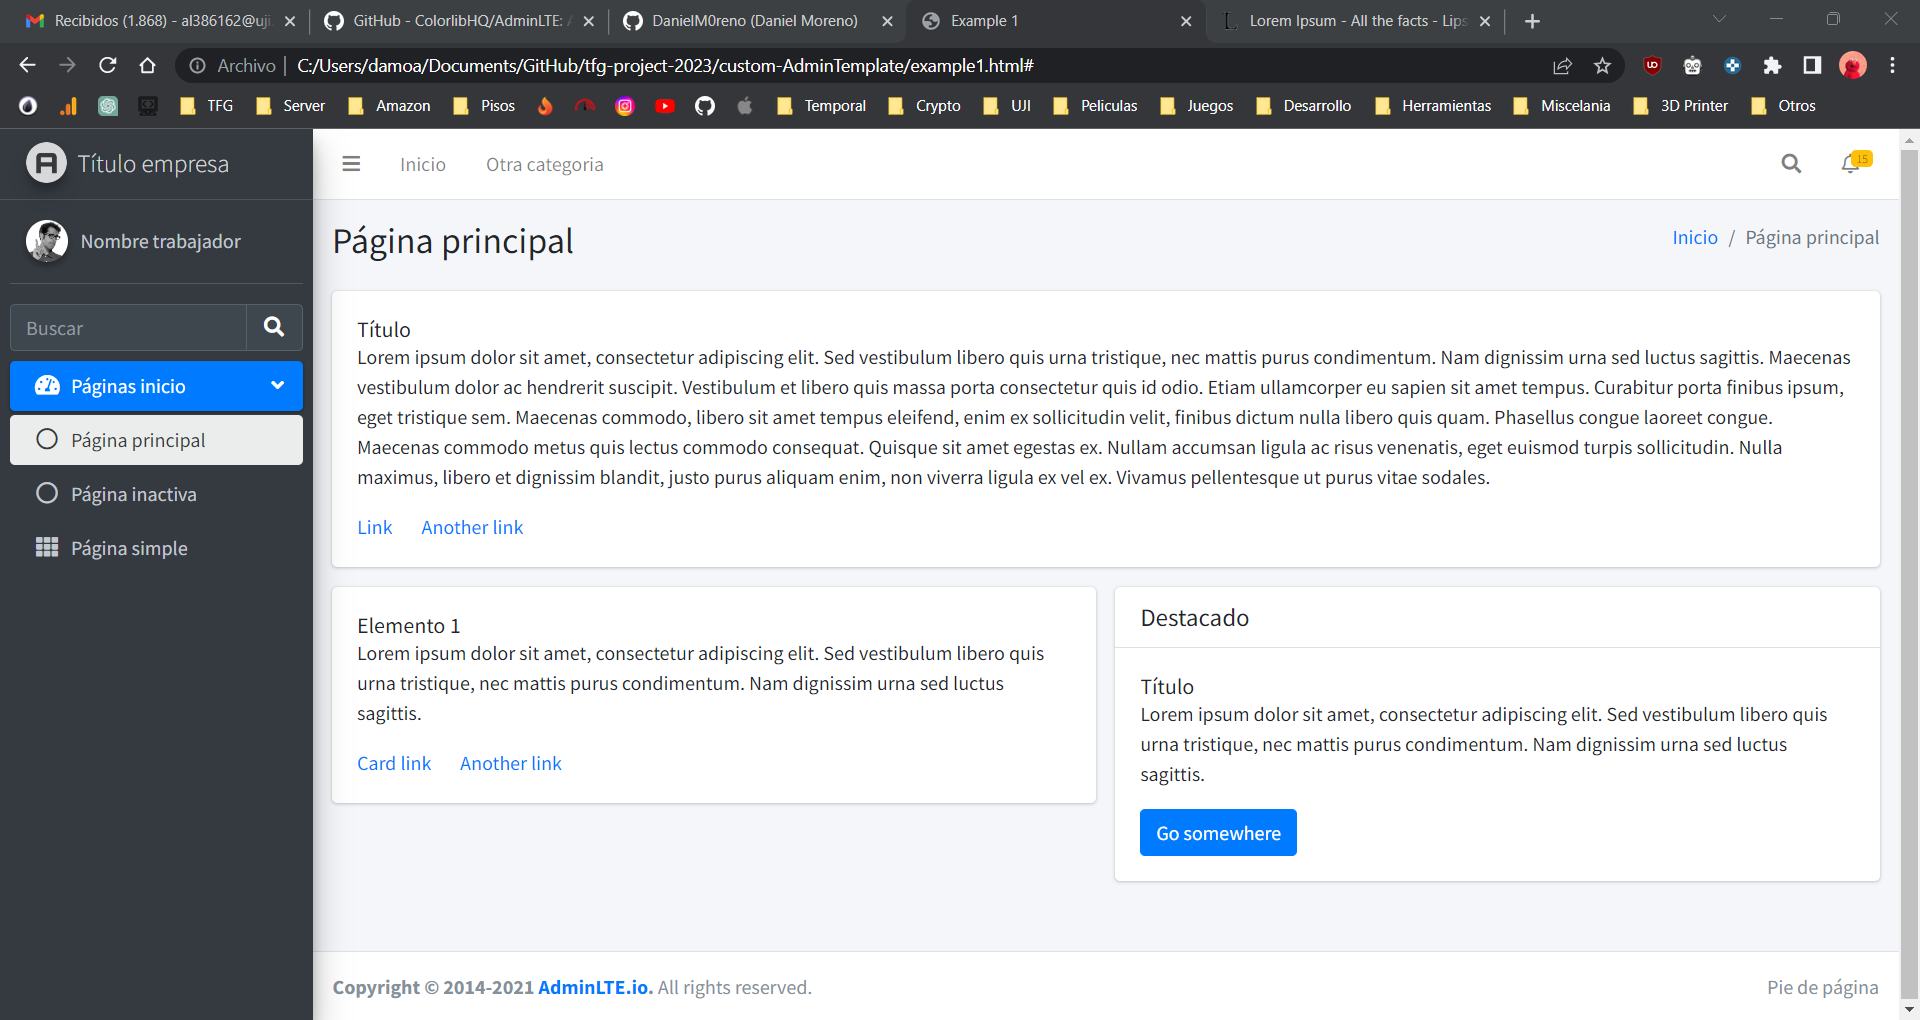 Recibidos (1.868) - al386162@uji.
GitHub - ColorlibHQ/AdminLTE: A
DanielM0reno (Daniel Moreno)
Example 1
Lorem Ipsum - All the facts - Lips
Archivo
C:/Users/damoa/Documents/GitHub/tfg-project-2023/custom-AdminTemplate/example1.html#
TFG
Server
Amazon
Pisos
Temporal
Crypto
UJI
Peliculas
Juegos
Desarrollo
Herramientas
Miscelania
3D Printer
Otros
Título empresa
Inicio
Otra categoria
15
Nombre trabajador
Buscar
Páginas inicio
Página principal
Página inactiva
Página simple
Página principal
Inicio / Página principal
Título
Lorem ipsum dolor sit amet, consectetur adipiscing elit. Sed vestibulum libero quis urna tristique, nec mattis purus condimentum. Nam dignissim urna sed luctus sagittis. Maecenas
vestibulum dolor ac hendrerit suscipit. Vestibulum et libero quis massa porta consectetur quis id odio. Etiam ullamcorper eu sapien sit amet tempus. Curabitur porta finibus ipsum,
eget tristique sem. Maecenas commodo, libero sit amet tempus eleifend, enim ex sollicitudin velit, finibus dictum nulla libero quis quam. Phasellus congue laoreet congue.
Maecenas commodo metus quis lectus commodo consequat. Quisque sit amet egestas ex. Nullam accumsan ligula ac risus venenatis, eget euismod turpis sollicitudin. Nulla
maximus, libero et dignissim blandit, justo purus aliquam enim, non viverra ligula ex vel ex. Vivamus pellentesque ut purus vitae sodales.
Link
Another link
Elemento 1
Lorem ipsum dolor sit amet, consectetur adipiscing elit. Sed vestibulum libero quis
urna tristique, nec mattis purus condimentum. Nam dignissim urna sed luctus
sagittis.
Card link
Another link
Destacado
Título
Lorem ipsum dolor sit amet, consectetur adipiscing elit. Sed vestibulum libero quis
urna tristique, nec mattis purus condimentum. Nam dignissim urna sed luctus
sagittis.
Go somewhere
Copyright © 2014-2021 AdminLTE.io. All rights reserved.
Pie de página